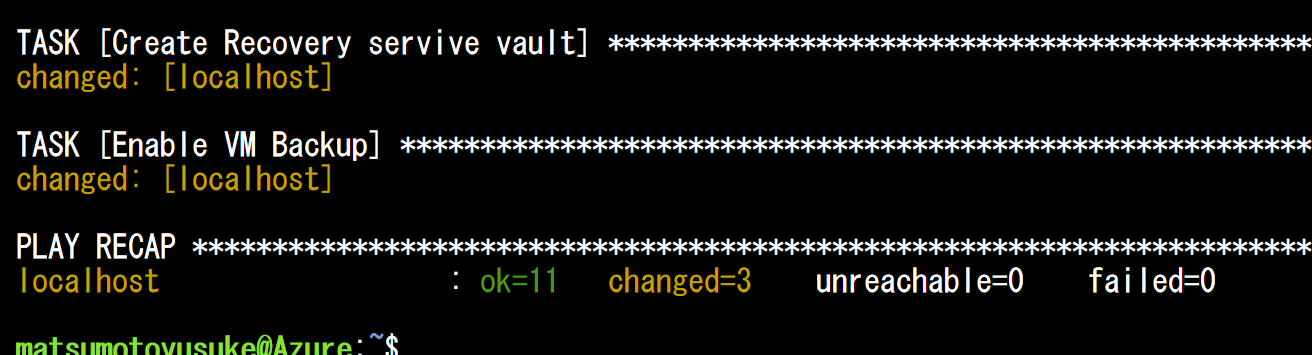 TASK [Create Recovery servive vault] ********************************************
changed: [localhost]
TASK [Enable VM Backup] *********************************************************
changed: [localhost]
PLAY RECAP **********************************************************************
localhost : ok=11 changed=3 unreachable=0 failed=0
matsumotoyusuke@Azure:~$